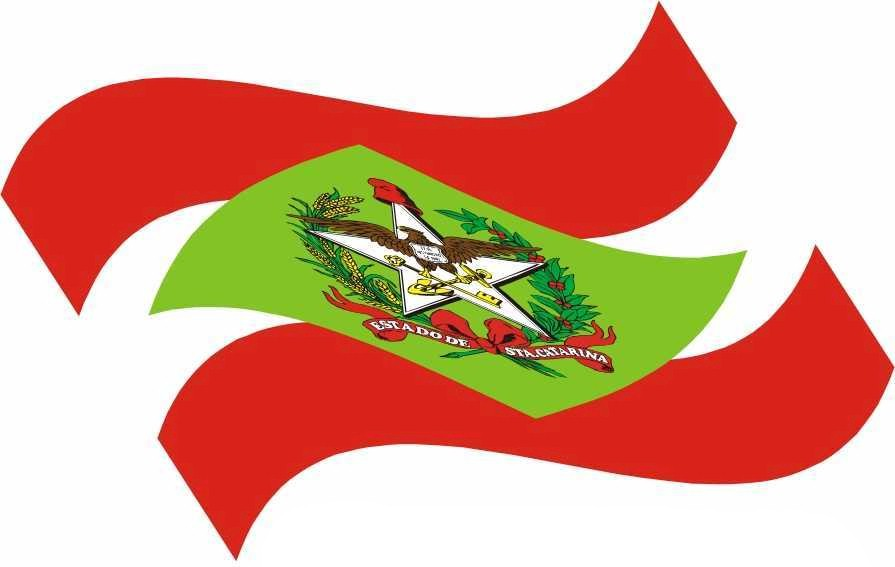 ESTADO DE STA. CATARINA